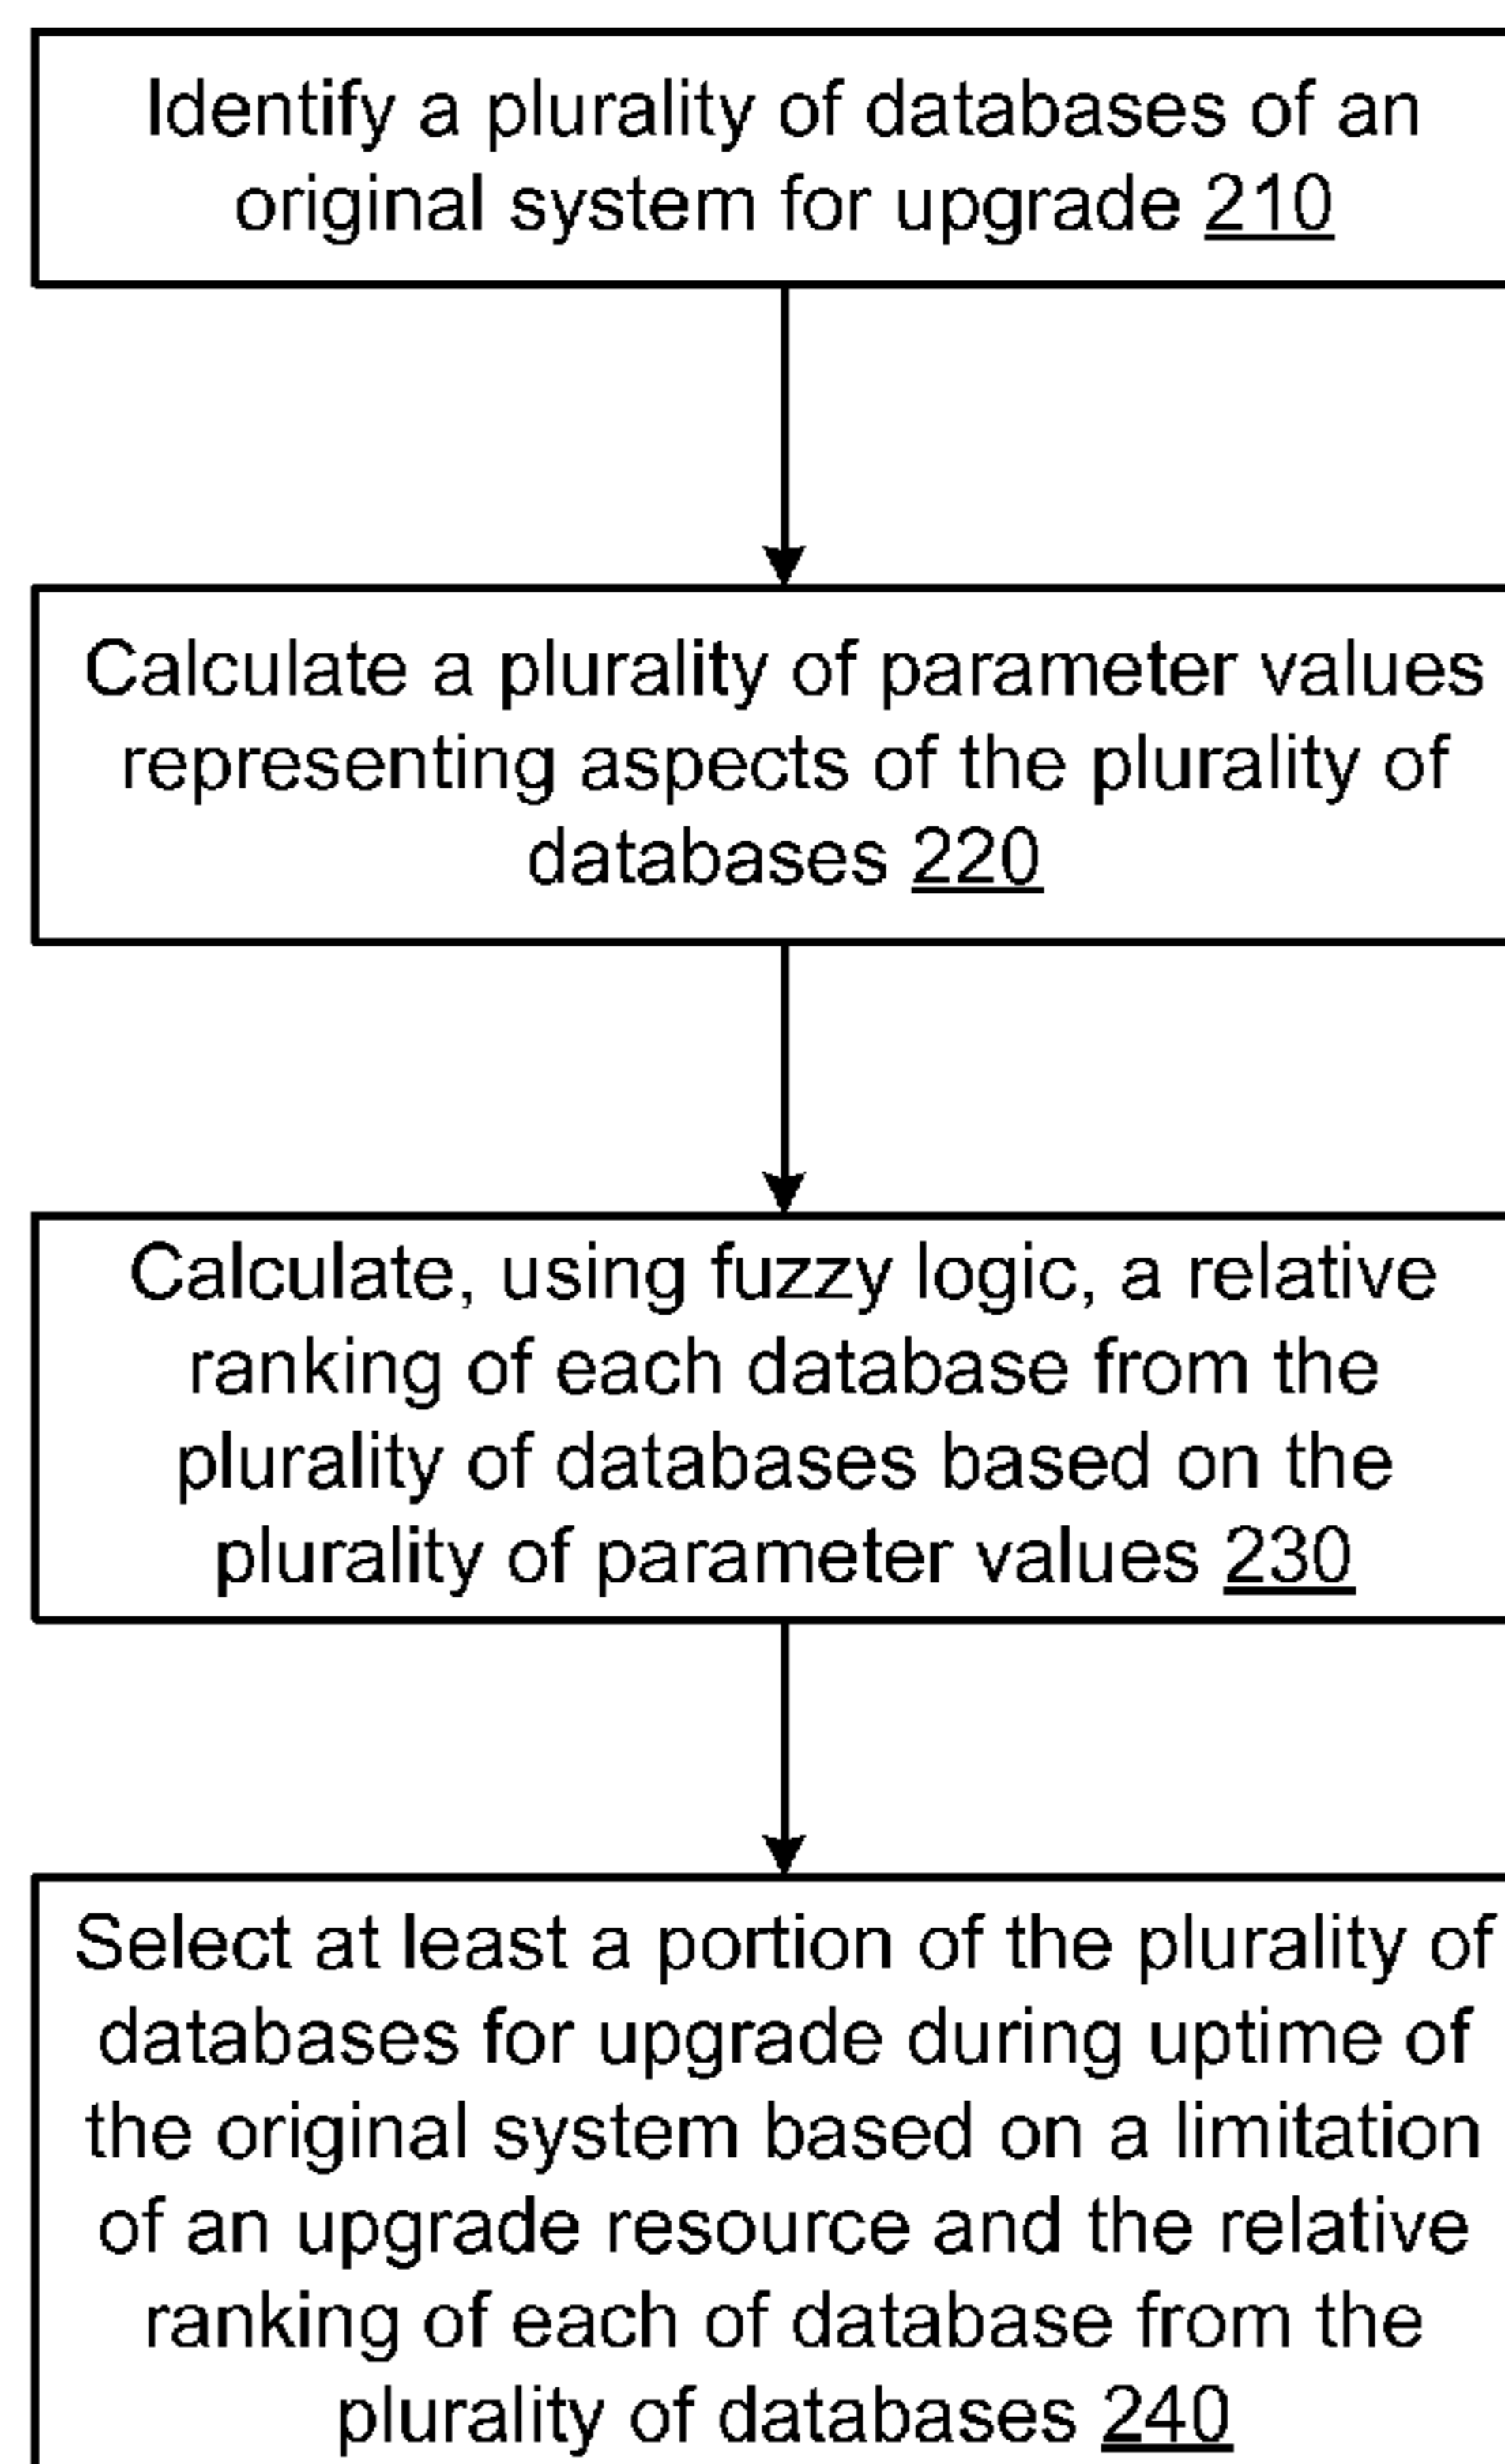 Identify a plurality of databases of an
original system for upgrade 210
Calculate a plurality of parameter values
representing aspects of the plurality of
databases 220
Calculate, using fuzzy logic, a relative
ranking of each database from the
plurality of databases based on the
plurality of parameter values 230
Select at least a portion of the plurality of
databases for upgrade during uptime of
the original system based on a limitation
of an upgrade resource and the relative
ranking of each of database from the
plurality of databases 240